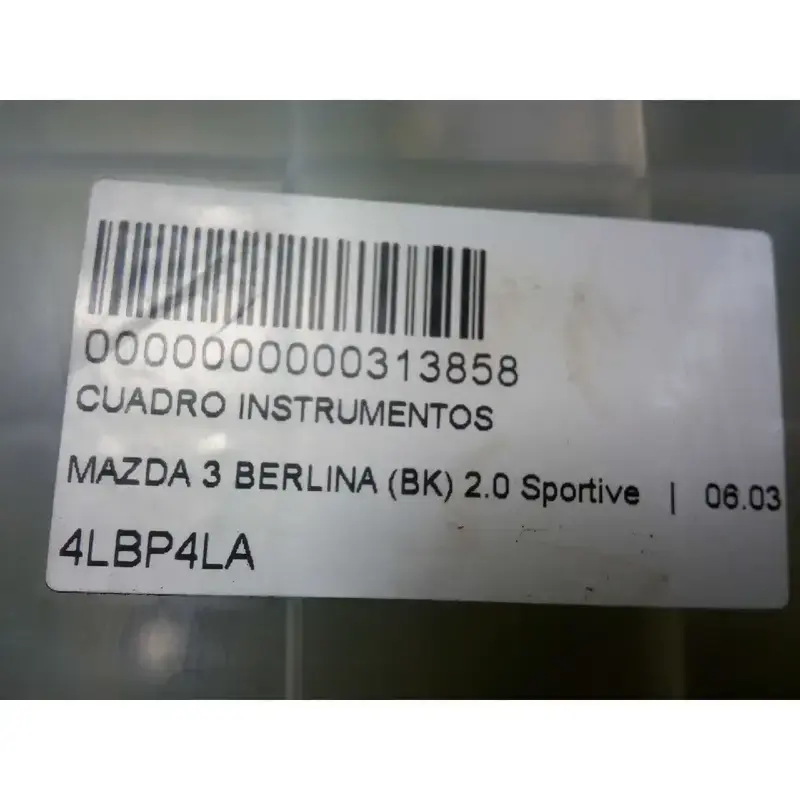 0000000000313858
CUADRO INSTRUMENTOS
MAZDA 3 BERLINA (BK) 2.0 Sportive | 06.03
4LBP4LA